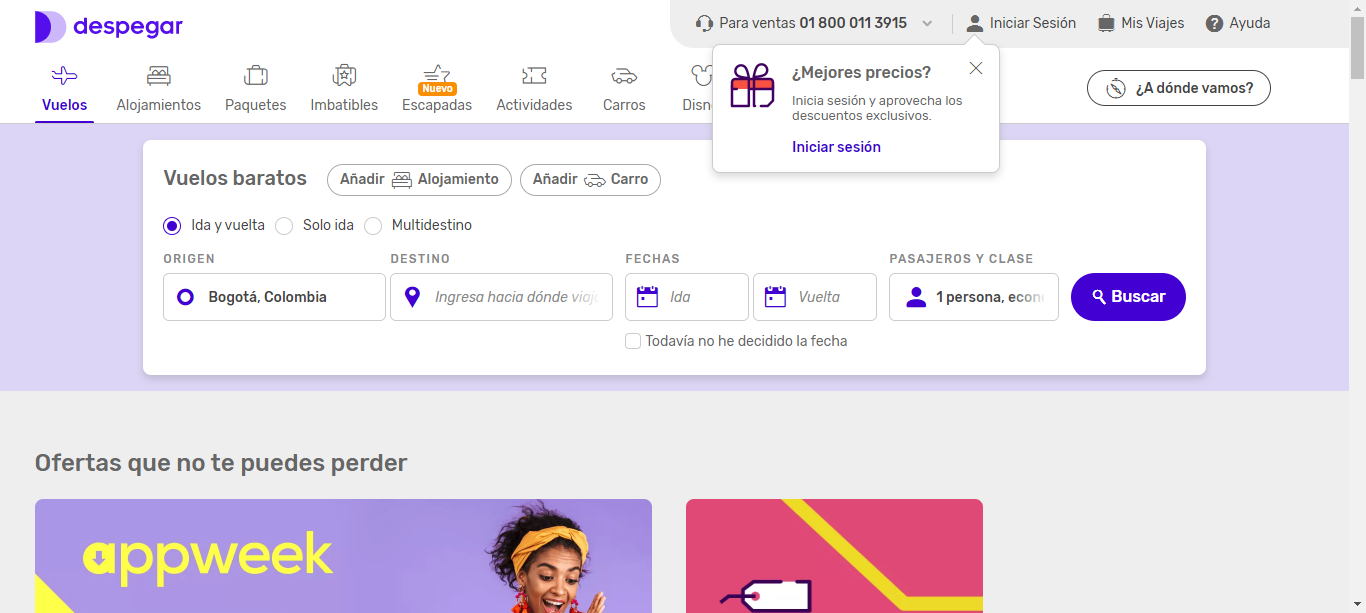 despegar
Para ventas 01 800 011 3915
Iniciar Sesión
Mis Viajes
Ayuda
Vuelos
Alojamientos
Paquetes
Imbatibles
Nuevo
Escapadas
Actividades
Carros
¿A dónde vamos?
¿Mejores precios?
Inicia sesión y aprovecha los
descuentos exclusivos.
Iniciar sesión
Vuelos baratos
Añadir Alojamiento
Añadir Carro
Ida y vuelta
Solo ida
Multidestino
ORIGEN
DESTINO
FECHAS
PASAJEROS Y CLASE
Bogotá, Colombia
Ingresa hacia dónde
Ida
Vuelta
1 persona,
Buscar
Todavía no he decidido la fecha
Ofertas que no te puedes perder
appweek